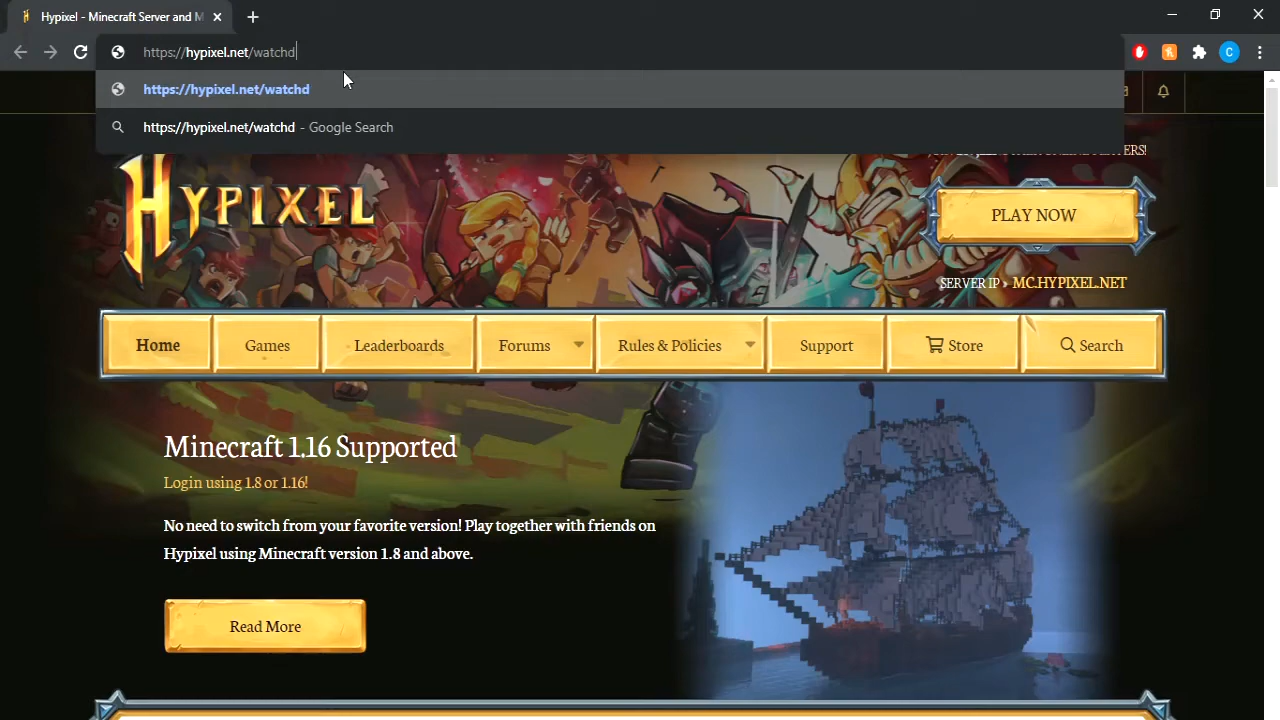 Hypixel - Minecraft Server and M
https://hypixel.net/watchd
C
https://hypixel.net/watchd
https://hypixel.net/watchd - Google Search
ERS!
HYPIXEL
PLAY NOW
SERVER IP » MC.HYPIXEL.NET
Home
Games
Leaderboards
Forums
Rules & Policies
Support
Store
Search
Minecraft 1.16 Supported
Login using 1.8 or 1.16!
No need to switch from your favorite version! Play together with friends on
Hypixel using Minecraft version 1.8 and above.
Read More